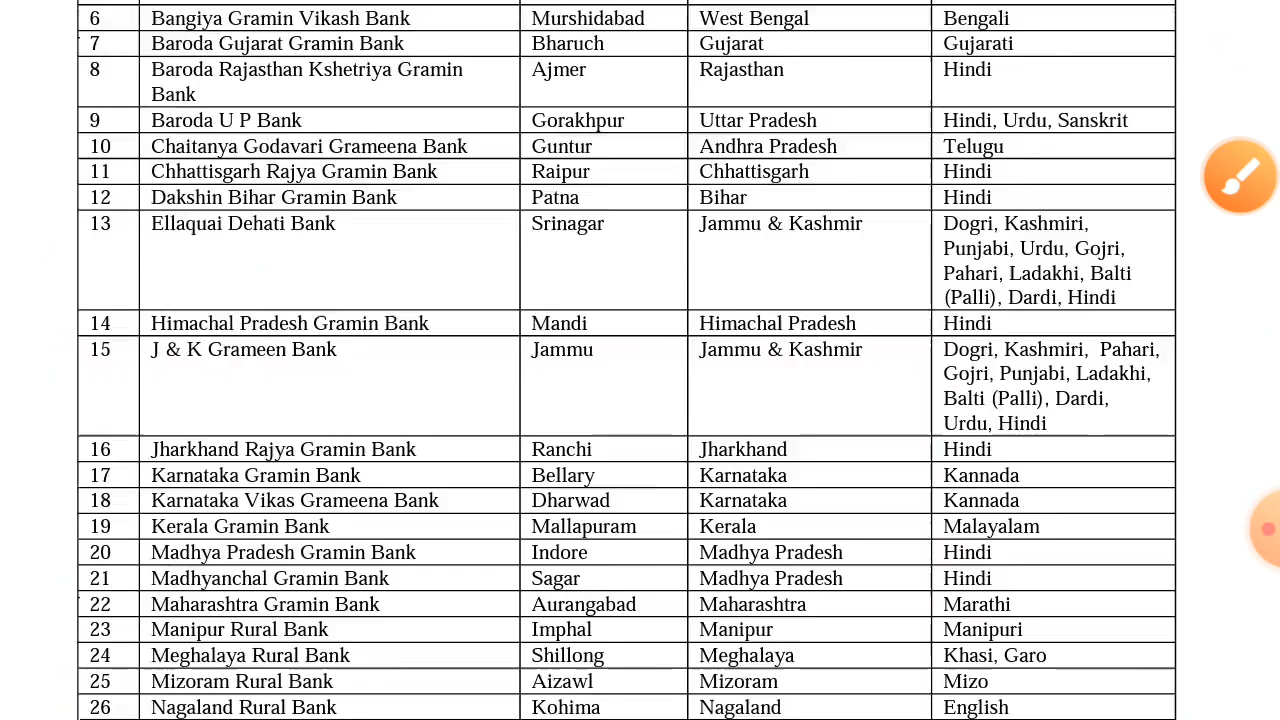 6 Bangiya Gramin Vikash Bank Murshidabad West Bengal Bengali
7 Baroda Gujarat Gramin Bank Bharuch Gujarat Gujarati
8 Baroda Rajasthan Kshetriya Gramin Ajmer Rajasthan Hindi
Bank
9 Baroda U P Bank Gorakhpur Uttar Pradesh Hindi, Urdu, Sanskrit
10 Chaitanya Godavari Grameena Bank Guntur Andhra Pradesh Telugu
11 Chhattisgarh Rajya Gramin Bank Raipur Chhattisgarh Hindi
12 Dakshin Bihar Gramin Bank Patna Bihar Hindi
13 Ellaquai Dehati Bank Srinagar Jammu & Kashmir Dogri, Kashmiri,
Punjabi, Urdu, Gojri,
Pahari, Ladakhi, Balti
(Palli), Dardi, Hindi
14 Himachal Pradesh Gramin Bank Mandi Himachal Pradesh Hindi
15 J & K Grameen Bank Jammu Jammu & Kashmir Dogri, Kashmiri, Pahari,
Gojri, Punjabi, Ladakhi,
Balti (Palli), Dardi,
Urdu, Hindi
16 Jharkhand Rajya Gramin Bank Ranchi Jharkhand Hindi
17 Karnataka Gramin Bank Bellary Karnataka Kannada
18 Karnataka Vikas Grameena Bank Dharwad Karnataka Kannada
19 Kerala Gramin Bank Mallapuram Kerala Malayalam
20 Madhya Pradesh Gramin Bank Indore Madhya Pradesh Hindi
21 Madhyanchal Gramin Bank Sagar Madhya Pradesh Hindi
22 Maharashtra Gramin Bank Aurangabad Maharashtra Marathi
23 Manipur Rural Bank Imphal Manipur Manipuri
24 Meghalaya Rural Bank Shillong Meghalaya Khasi, Garo
25 Mizoram Rural Bank Aizawl Mizoram Mizo
26 Nagaland Rural Bank Kohima Nagaland English